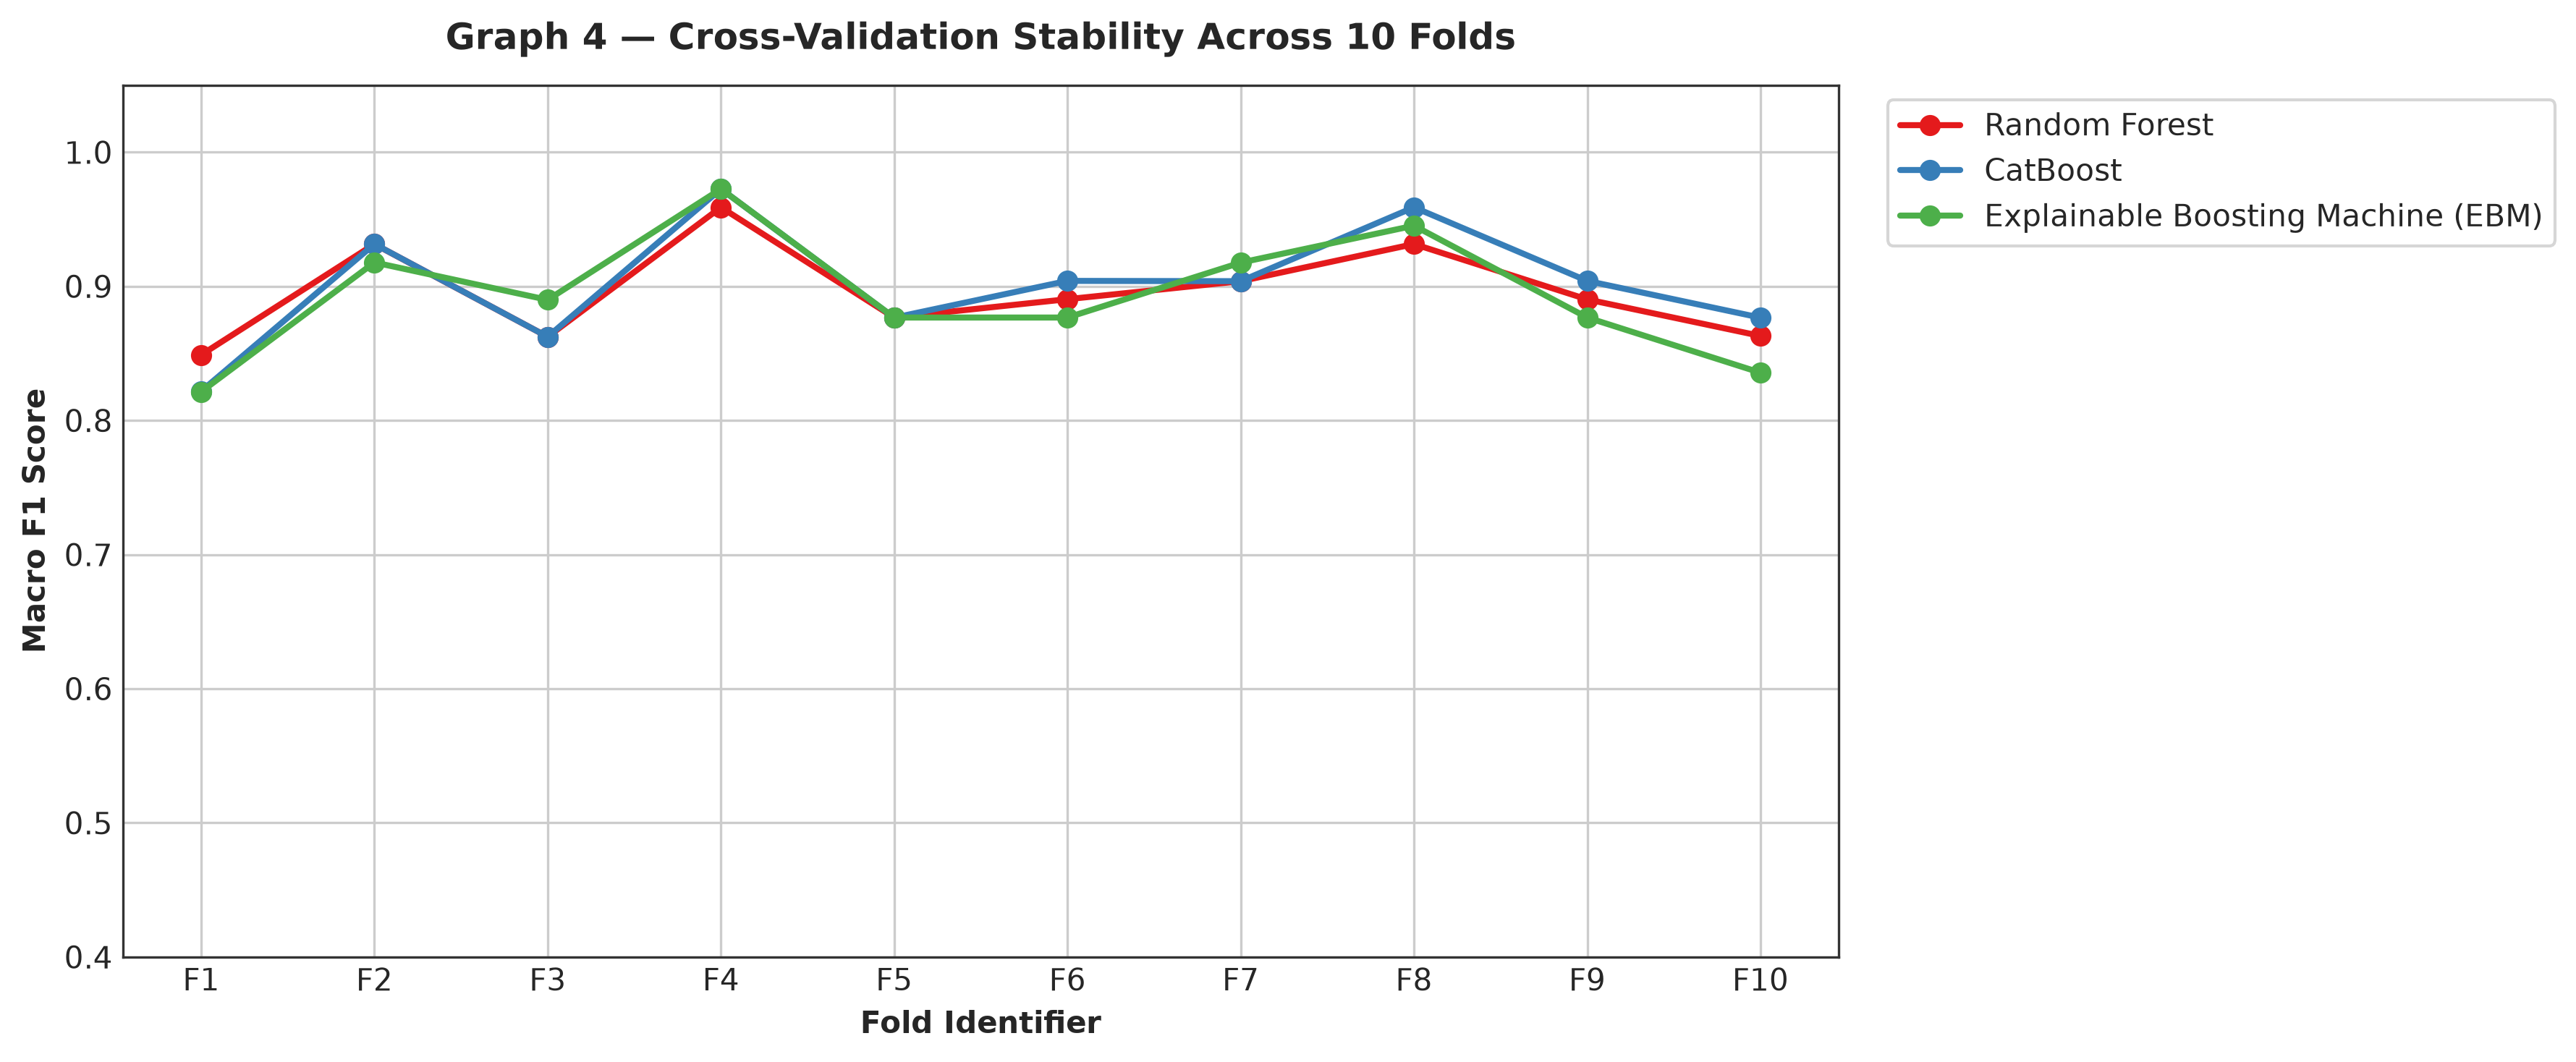 Graph 4 — Cross-Validation Stability Across 10 Folds
Random Forest
CatBoost
Explainable Boosting Machine (EBM)
Macro F1 Score
1.0
0.9
0.8
0.7
0.6
0.5
0.4
F1 F2 F3 F4 F5 F6 F7 F8 F9 F10
Fold Identifier